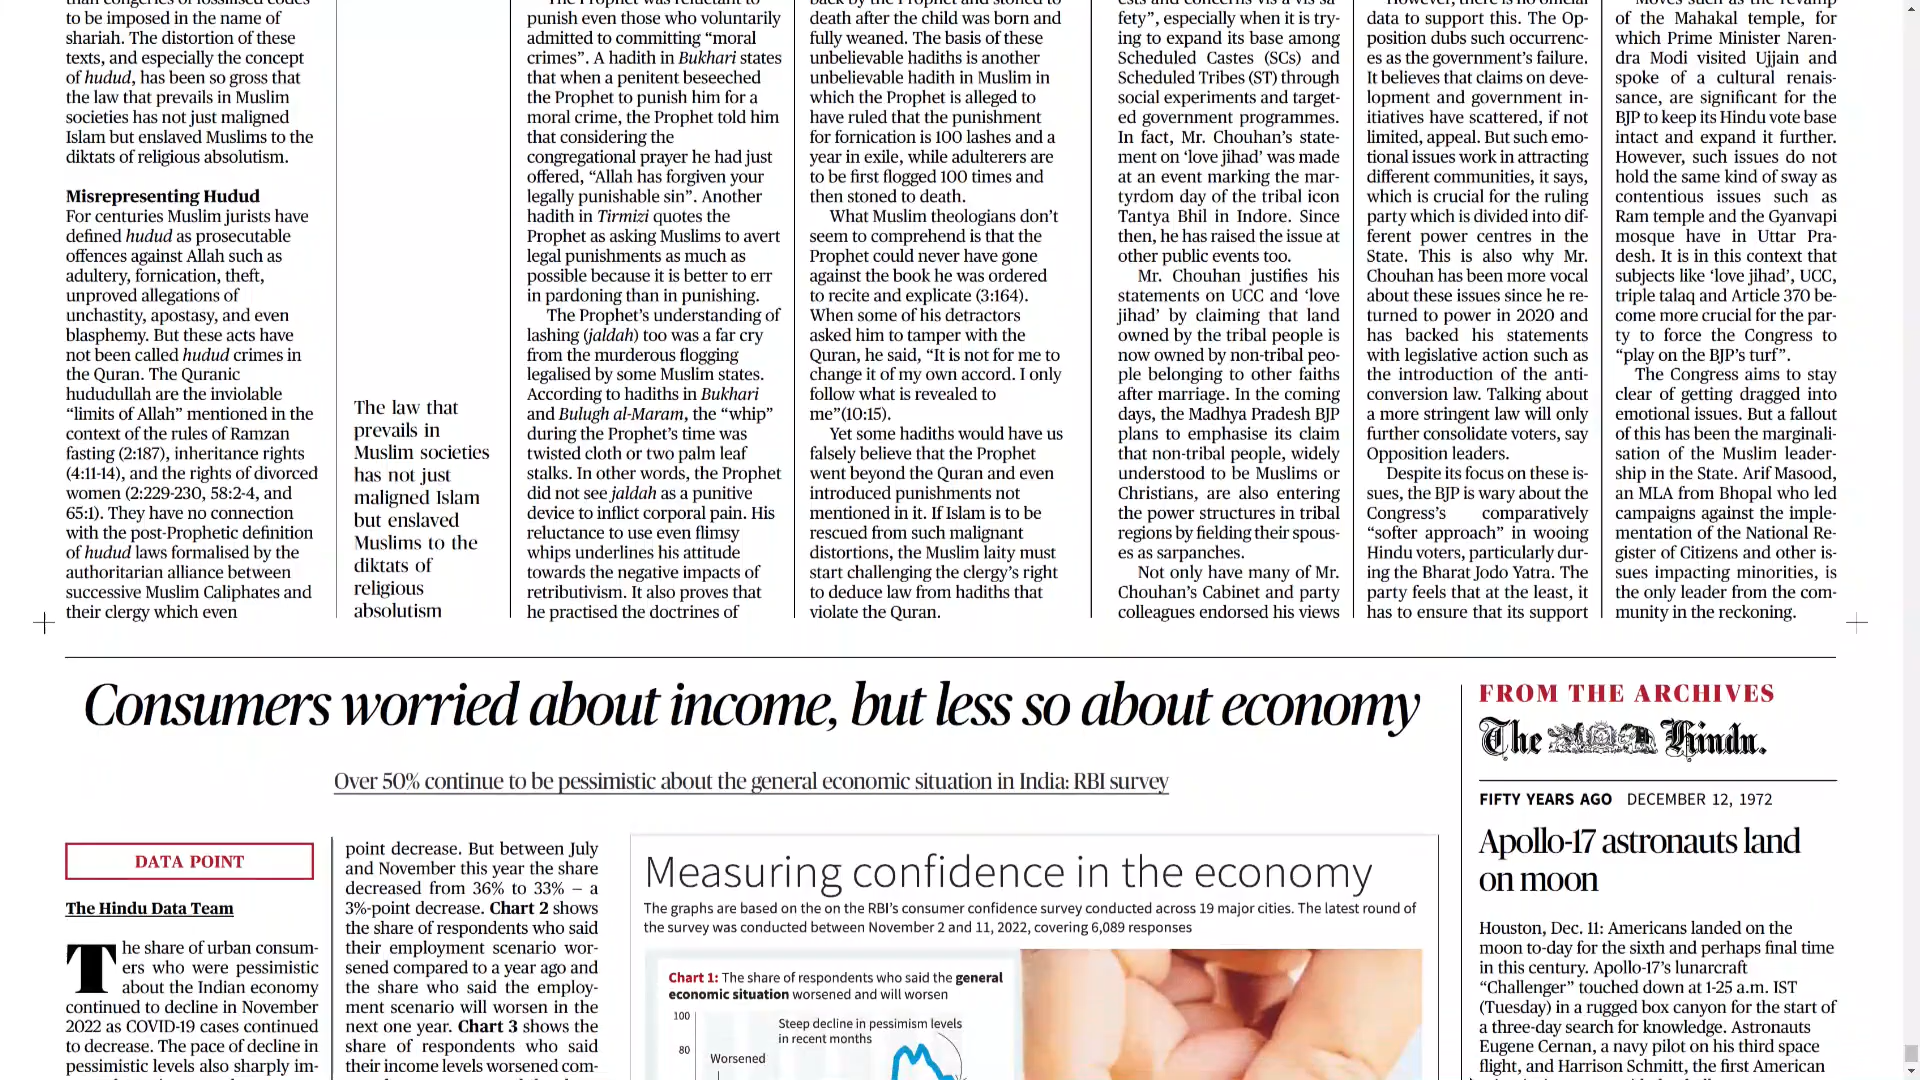 than congeries of fossilised codes
to be imposed in the name of
shariah. The distortion of these
texts, and especially the concept
of hudud, has been so gross that
the law that prevails in Muslim
societies has not just maligned
Islam but enslaved Muslims to the
diktats of religious absolutism.
Misrepresenting Hudud
For centuries Muslim jurists have
defined hudud as prosecutable
offences against Allah such as
adultery, fornication, theft,
unproved allegations of
unchastity, apostasy, and even
blasphemy. But these acts have
not been called hudud crimes in
the Quran. The Quranic
hududullah are the inviolable
“limits of Allah” mentioned in the
context of the rules of Ramzan
fasting (2:187), inheritance rights
(4:11-14), and the rights of divorced
women (2:229-230, 58:2-4, and
65:1). They have no connection
with the post-Prophetic definition
of hudud laws formalised by the
authoritarian alliance between
successive Muslim Caliphates and
their clergy which even
The law that
prevails in
Muslim societies
has not just
maligned Islam
but enslaved
Muslims to the
diktats of
religious
absolutism
The Prophet was reluctant to
punish even those who voluntarily
admitted to committing “moral
crimes”. A hadith in Bukhari states
that when a penitent beseeched
the Prophet to punish him for a
moral crime, the Prophet told him
that considering the
congregational prayer he had just
offered, “Allah has forgiven your
legally punishable sin”. Another
hadith in Tirmizi quotes the
Prophet as asking Muslims to avert
legal punishments as much as
possible because it is better to err
in pardoning than in punishing.
The Prophet’s understanding of
lashing (jaldah) too was a far cry
from the murderous flogging
legalised by some Muslim states.
According to hadiths in Bukhari
and Bulugh al-Maram, the “whip”
during the Prophet’s time was
twisted cloth or two palm leaf
stalks. In other words, the Prophet
did not see jaldah as a punitive
device to inflict corporal pain. His
reluctance to use even flimsy
whips underlines his attitude
towards the negative impacts of
retributivism. It also proves that
he practised the doctrines of
back by the Prophet and stoned to
death after the child was born and
fully weaned. The basis of these
unbelievable hadiths is another
unbelievable hadith in Muslim in
which the Prophet is alleged to
have ruled that the punishment
for fornication is 100 lashes and a
year in exile, while adulterers are
to be first flogged 100 times and
then stoned to death.
What Muslim theologians don’t
seem to comprehend is that the
Prophet could never have gone
against the book he was ordered
to recite and explicate (3:164).
When some of his detractors
asked him to tamper with the
Quran, he said, “It is not for me to
change it of my own accord. I only
follow what is revealed to
me”(10:15).
Yet some hadiths would have us
falsely believe that the Prophet
went beyond the Quran and even
introduced punishments not
mentioned in it. If Islam is to be
rescued from such malignant
distortions, the Muslim laity must
start challenging the clergy’s right
to deduce law from hadiths that
violate the Quran.
ests and concerns vis-a-vis sa-
fety”, especially when it is try-
ing to expand its base among
Scheduled Castes (SCs) and
Scheduled Tribes (ST) through
social experiments and target-
ed government programmes.
In fact, Mr. Chouhan’s state-
ment on ‘love jihad’ was made
at an event marking the mar-
tyrdom day of the tribal icon
Tantya Bhil in Indore. Since
then, he has raised the issue at
other public events too.
Mr. Chouhan justifies his
statements on UCC and ‘love
jihad’ by claiming that land
owned by the tribal people is
now owned by non-tribal peo-
ple belonging to other faiths
after marriage. In the coming
days, the Madhya Pradesh BJP
plans to emphasise its claim
that non-tribal people, widely
understood to be Muslims or
Christians, are also entering
the power structures in tribal
regions by fielding their spous-
es as sarpanches.
Not only have many of Mr.
Chouhan’s Cabinet and party
colleagues endorsed his views
However, there is no official
data to support this. The Op-
position dubs such occurrenc-
es as the government’s failure.
It believes that claims on deve-
lopment and government in-
itiatives have scattered, if not
limited, appeal. But such emo-
tional issues work in attracting
different communities, it says,
which is crucial for the ruling
party which is divided into dif-
ferent power centres in the
State. This is also why Mr.
Chouhan has been more vocal
about these issues since he re-
turned to power in 2020 and
has backed his statements
with legislative action such as
the introduction of the anti-
conversion law. Talking about
a more stringent law will only
further consolidate voters, say
Opposition leaders.
Despite its focus on these is-
sues, the BJP is wary about the
Congress’s comparatively
“softer approach” in wooing
Hindu voters, particularly dur-
ing the Bharat Jodo Yatra. The
party feels that at the least, it
has to ensure that its support
Moves such as the revamp
of the Mahakal temple, for
which Prime Minister Naren-
dra Modi visited Ujjain and
spoke of a cultural renais-
sance, are significant for the
BJP to keep its Hindu vote base
intact and expand it further.
However, such issues do not
hold the same kind of sway as
contentious issues such as
Ram temple and the Gyanvapi
mosque have in Uttar Pra-
desh. It is in this context that
subjects like ‘love jihad’, UCC,
triple talaq and Article 370 be-
come more crucial for the par-
ty to force the Congress to
“play on the BJP’s turf”.
The Congress aims to stay
clear of getting dragged into
emotional issues. But a fallout
of this has been the marginali-
sation of the Muslim leader-
ship in the State. Arif Masood,
an MLA from Bhopal who led
campaigns against the imple-
mentation of the National Re-
gister of Citizens and other is-
sues impacting minorities, is
the only leader from the com-
munity in the reckoning.
Consumers worried about income, but less so about economy
Over 50% continue to be pessimistic about the general economic situation in India: RBI survey
DATA POINT
The Hindu Data Team
The share of urban consum-
ers who were pessimistic
about the Indian economy
continued to decline in November
2022 as COVID-19 cases continued
to decrease. The pace of decline in
pessimistic levels also sharply im-
point decrease. But between July
and November this year the share
decreased from 36% to 33% – a
3%-point decrease. Chart 2 shows
the share of respondents who said
their employment scenario wor-
sened compared to a year ago and
the share who said the employ-
ment scenario will worsen in the
next one year. Chart 3 shows the
share of respondents who said
their income levels worsened com-
Measuring confidence in the economy
The graphs are based on the on the RBI’s consumer confidence survey conducted across 19 major cities. The latest round of
the survey was conducted between November 2 and 11, 2022, covering 6,089 responses
Chart 1: The share of respondents who said the general
economic situation worsened and will worsen
100
Steep decline in pessimism levels
in recent months
80
Worsened
FROM THE ARCHIVES
The Hindu.
FIFTY YEARS AGO DECEMBER 12, 1972
Apollo-17 astronauts land
on moon
Houston, Dec. 11: Americans landed on the
moon to-day for the sixth and perhaps final time
in this century. Apollo-17’s lunarcraft
“Challenger” touched down at 1-25 a.m. IST
(Tuesday) in a rugged box canyon for the start of
a three-day search for knowledge. Astronauts
Eugene Cernan, a navy pilot on his third space
flight, and Harrison Schmitt, the first American